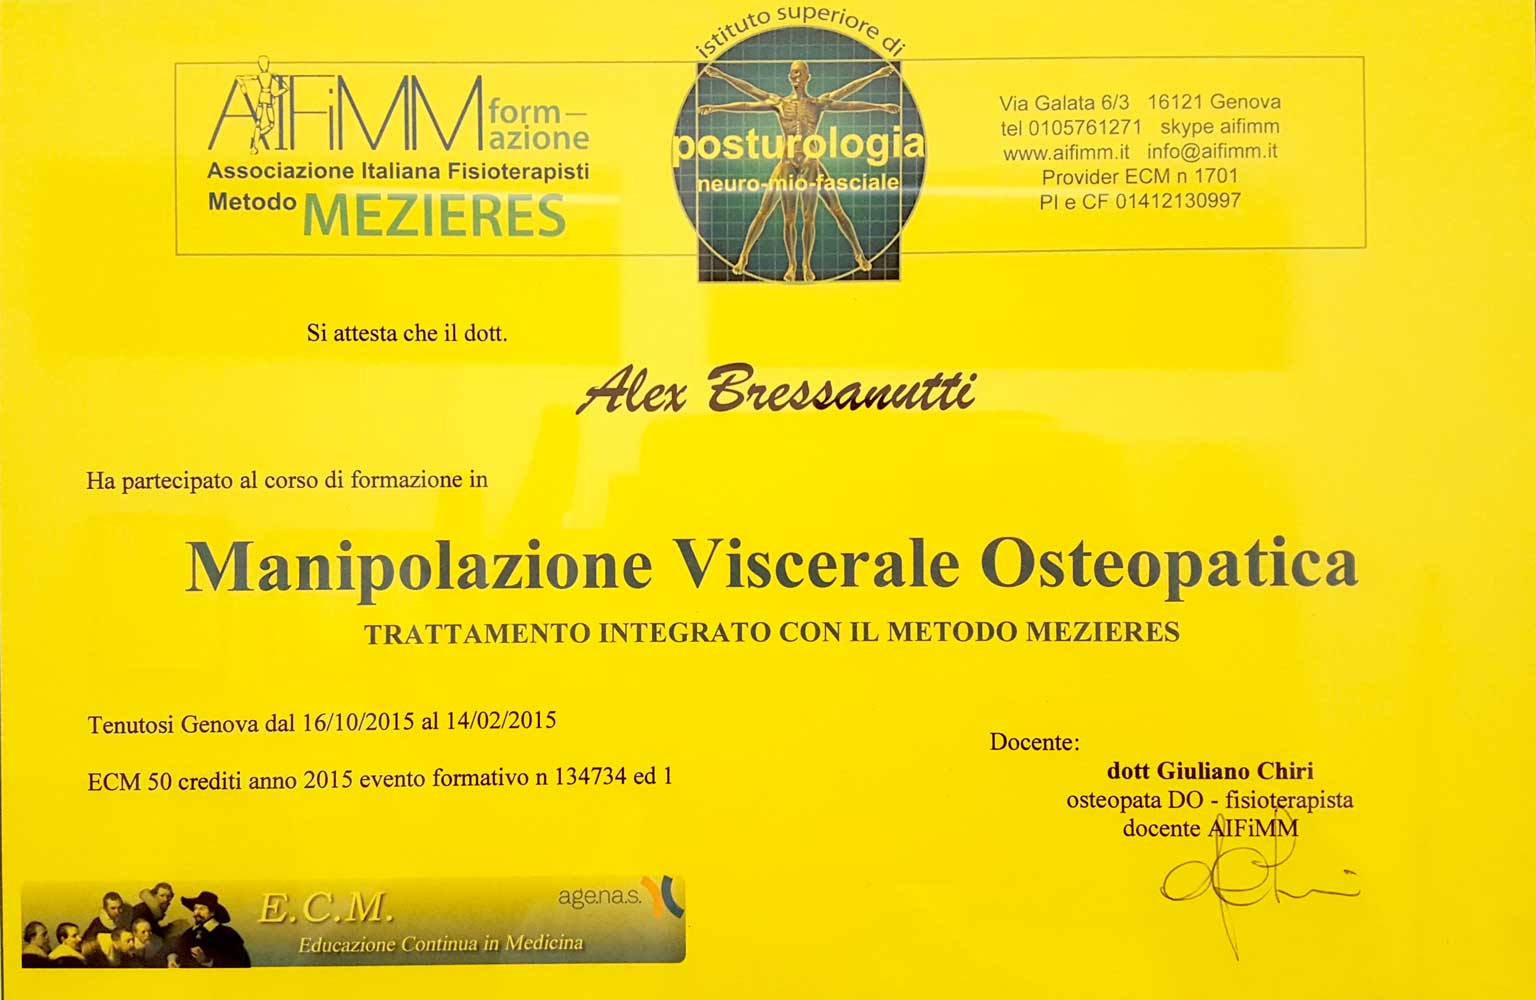 AIFiMM form-
azione
Associazione Italiana Fisioterapisti
Metodo MEZIERES
istituto superiore di
posturologia
neuro-mio-fasciale
Via Galata 6/3 16121 Genova
tel 0105761271 skype aifimm
www.aifimm.it info@aifimm.it
Provider ECM n 1701
PI e CF 01412130997
Si attesta che il dott.
Alex Bressanutti
Ha partecipato al corso di formazione in
Manipolazione Viscerale Osteopatica
TRATTAMENTO INTEGRATO CON IL METODO MEZIERES
Tenutosi Genova dal 16/10/2015 al 14/02/2015
ECM 50 crediti anno 2015 evento formativo n 134734 ed 1
Docente:
dott Giuliano Chiri
osteopata DO - fisioterapista
docente AIFiMM
E.C.M.
Educazione Continua in Medicina
age.na.s.